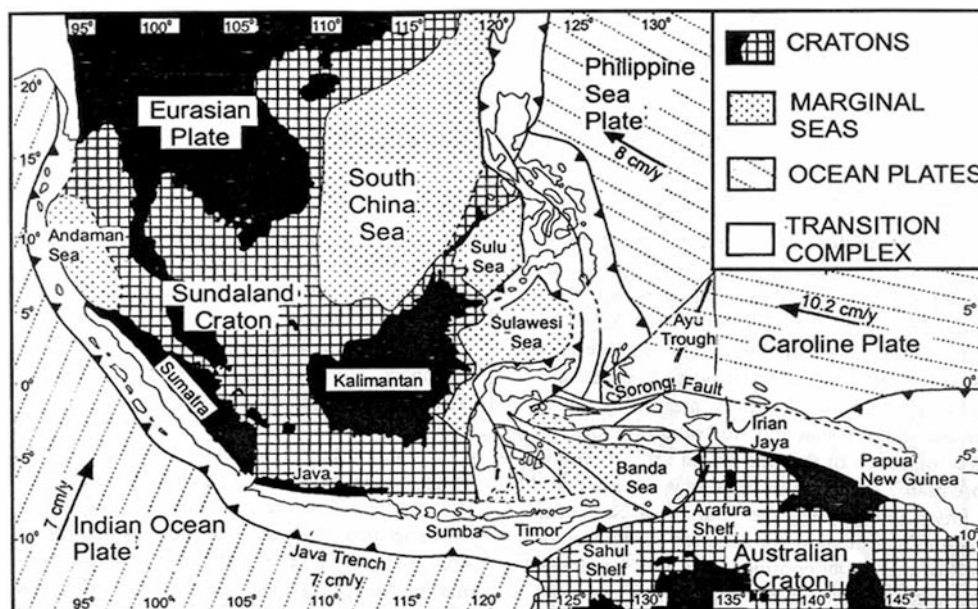 95° 100° 105° 110° 115° 120° 125° 130°
CRATONS
MARGINAL
SEAS
OCEAN PLATES
TRANSITION
COMPLEX
Philippine
Sea
Plate
8 cm/y
Eurasian
Plate
20°
15°
10°
5°
0°
-5°
-10°
South
China
Sea
Andaman
Sea
Sulu
Sea
Sundaland
Craton
Sulawesi
Sea
Ayu
Trough
10.2 cm/y
Caroline Plate
5°
0°
-5°
10°
Kalimantan
Sumatra
Sorong Fault
Irian
Jaya
Papua
New Guinea
Java
Banda
Sea
Arafura
Shelf
7 cm/y
Indian Ocean
Plate
Sumba
Timor
Java Trench
7 cm/y
Sahul
Shelf
Australian
Craton
95° 100° 105° 110° 115° 120° 125° 130° 135° 140° 145°